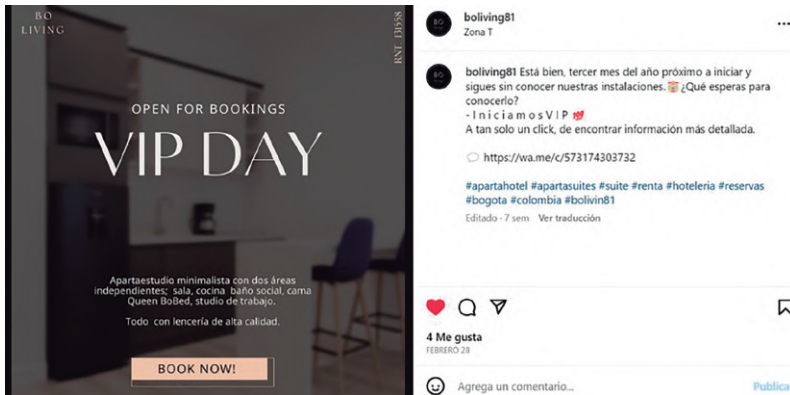 BO
LIVING
RNT. 131558
OPEN FOR BOOKINGS
VIP DAY
Apartaestudio minimalista con dos áreas
independientes; sala, cocina baño social, cama
Queen BoBed, studio de trabajo.
Todo con lencería de alta calidad.
BOOK NOW!
boliving81
Zona T
boliving81 Está bien, tercer mes del año próximo a iniciar y
sigues sin conocer nuestras instalaciones. ¿Qué esperas para
conocerlo?
- I n i c i a m o s V I P 💯
A tan solo un click, de encontrar información más detallada.
💬 https://wa.me/c/573174303732
#apartahotel #apartasuites #suite #renta #hoteleria #reservas
#bogota #colombia #bolivin81
Editado · 7 sem Ver traducción
4 Me gusta
FEBRERO 28
Agrega un comentario...
Publica